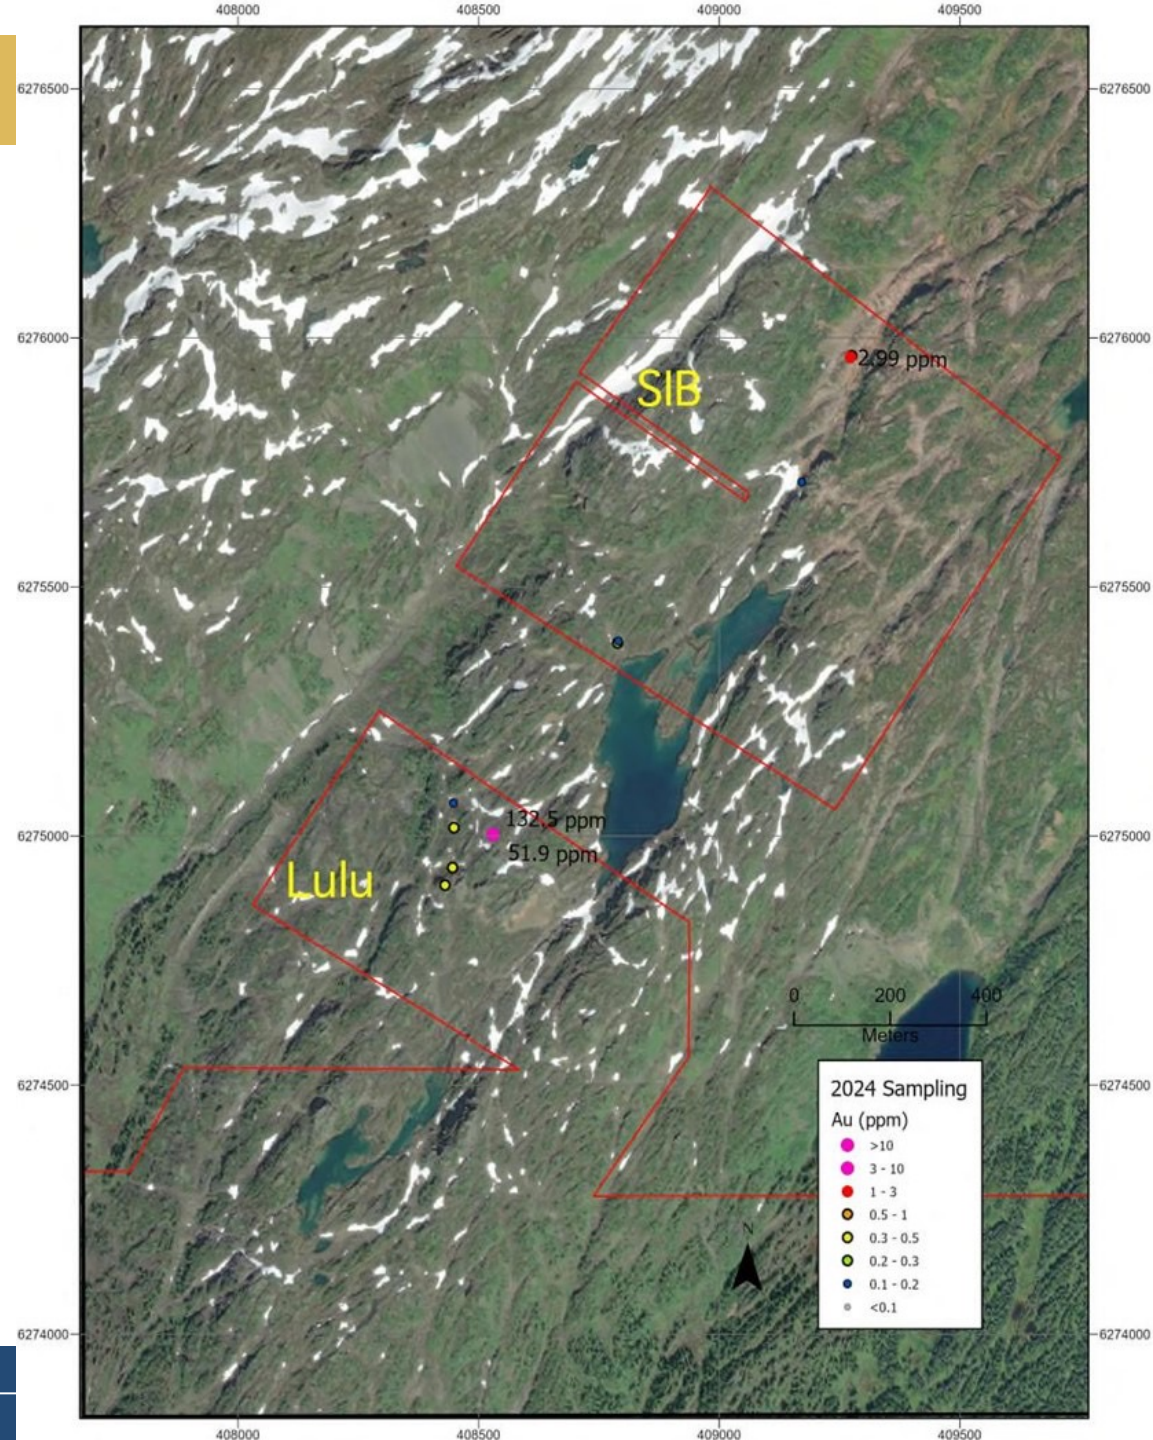 408000 408500 409000 409500
6276500 6276500
6276000 6276000
2.99 ppm
SIB
6275500 6275500
132.5 ppm
6275000 6275000
51.9 ppm
Lulu
0 200 400
Meters
6274500 6274500
2024 Sampling
Au (ppm)
>10
3 - 10
1 - 3
0.5 - 1
0.3 - 0.5
0.2 - 0.3
0.1 - 0.2
<0.1
N
6274000 6274000
408000 408500 409000 409500